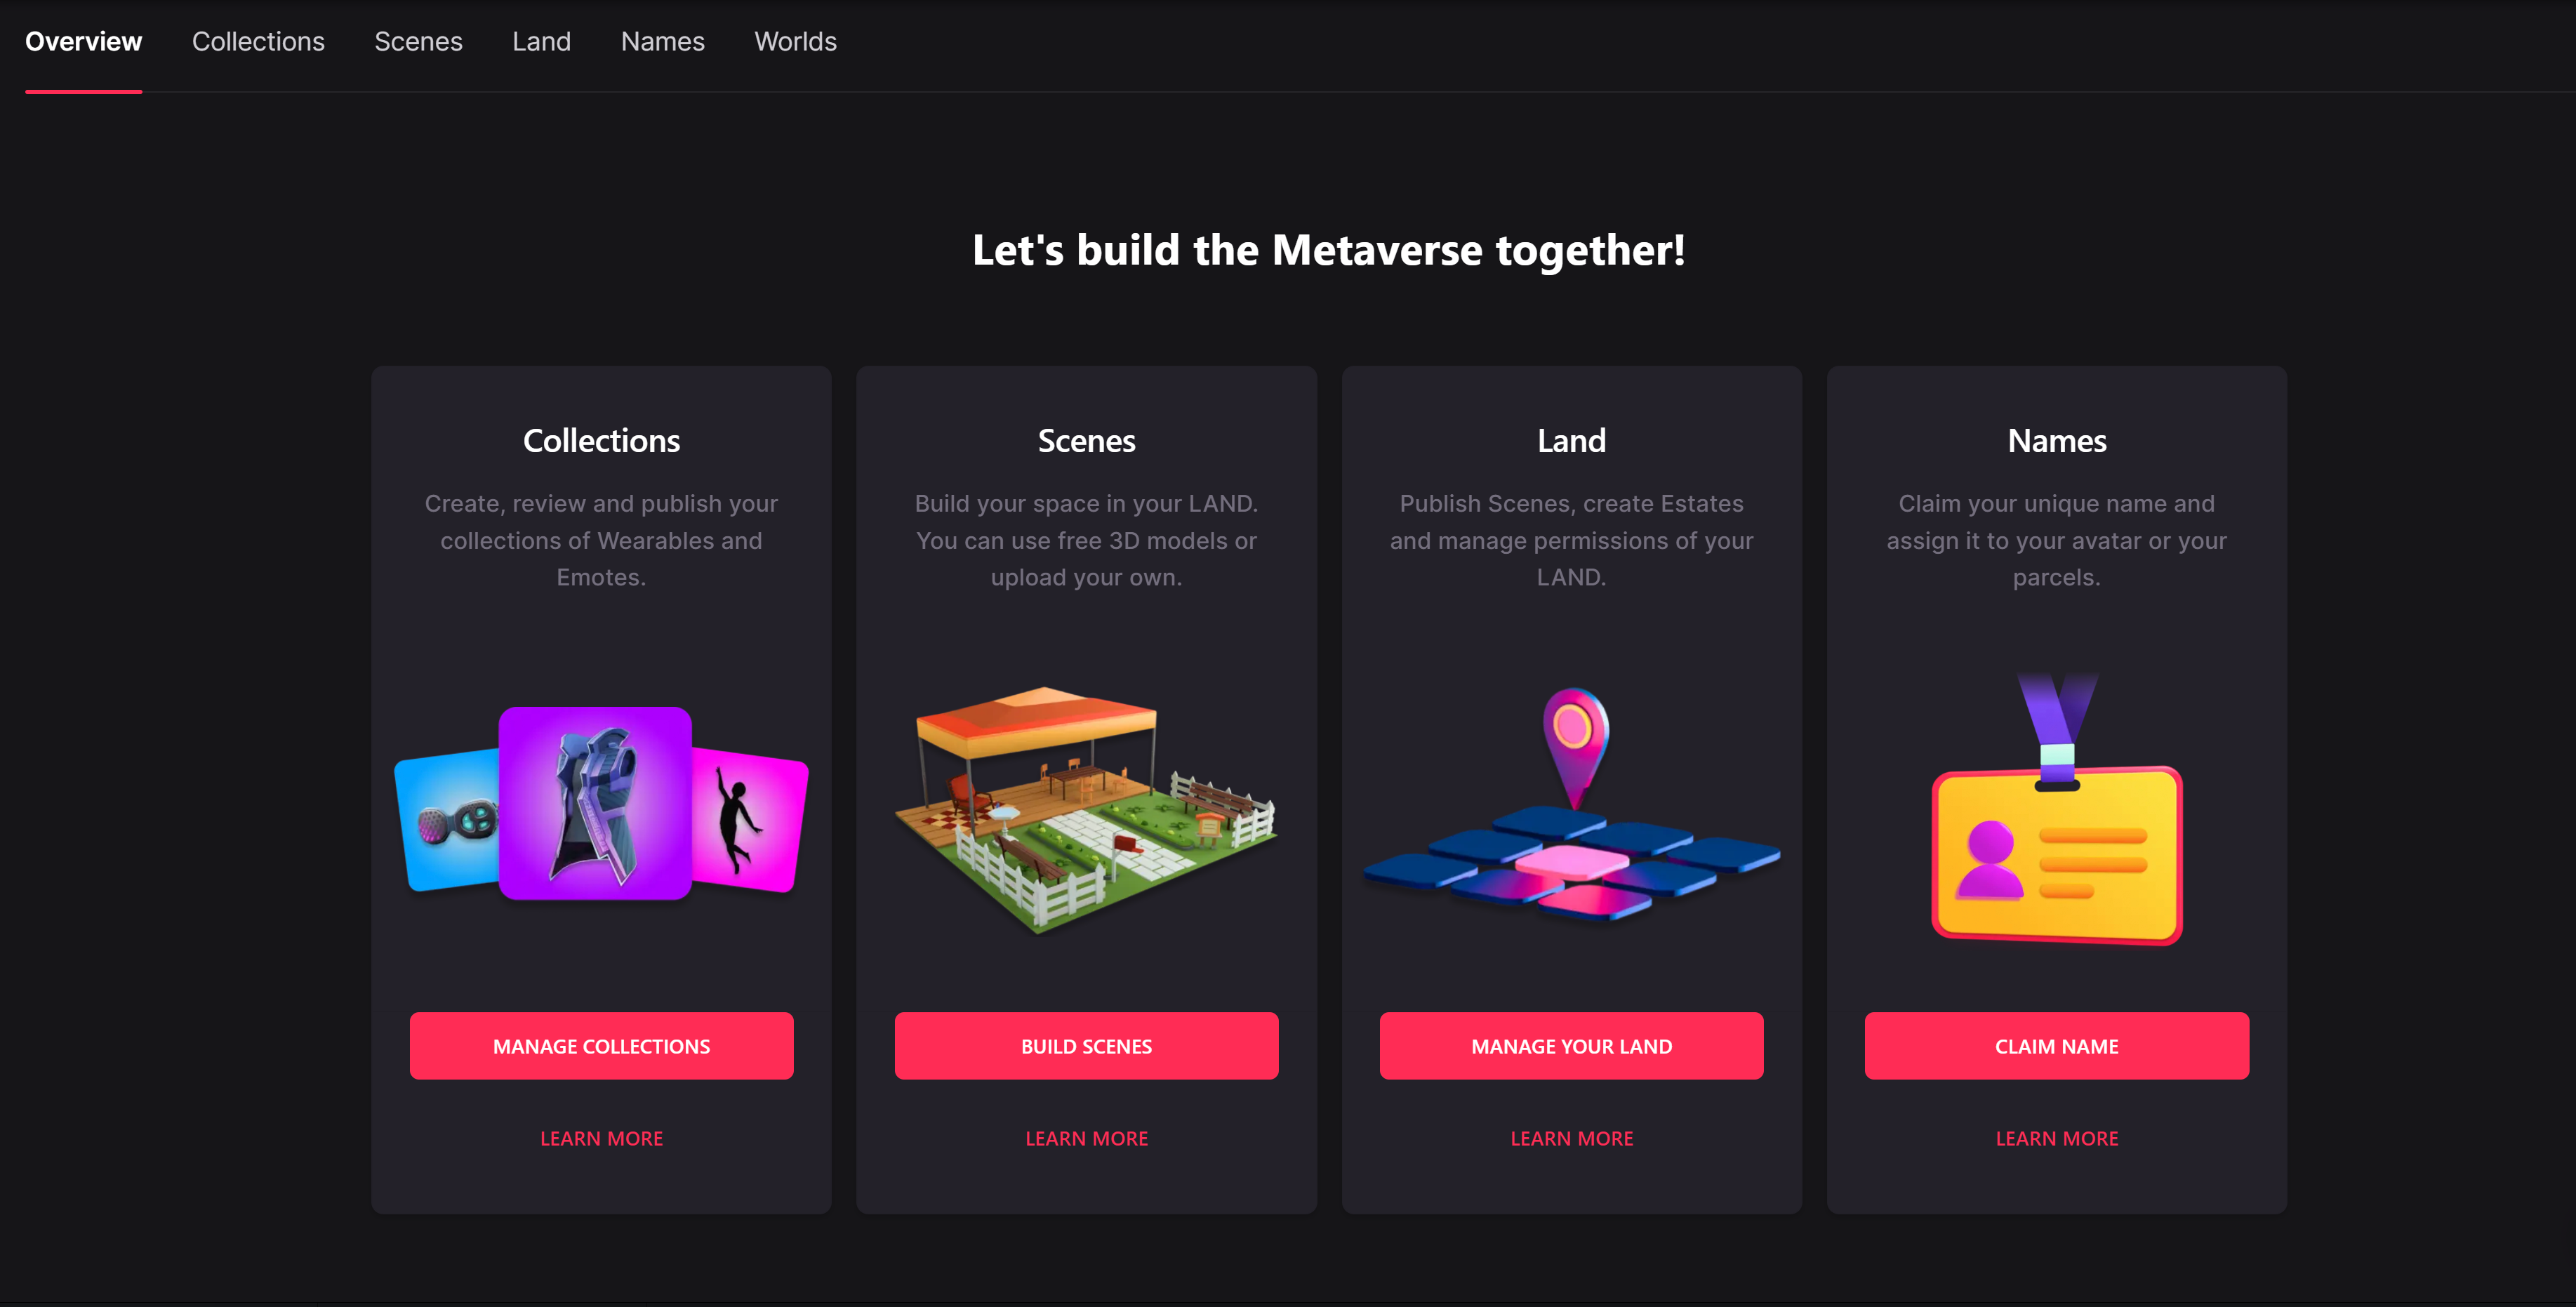 Overview Collections Scenes Land Names Worlds
Let's build the Metaverse together!
Collections
Create, review and publish your
collections of Wearables and
Emotes.
MANAGE COLLECTIONS
LEARN MORE
Scenes
Build your space in your LAND.
You can use free 3D models or
upload your own.
BUILD SCENES
LEARN MORE
Land
Publish Scenes, create Estates
and manage permissions of your
LAND.
MANAGE YOUR LAND
LEARN MORE
Names
Claim your unique name and
assign it to your avatar or your
parcels.
CLAIM NAME
LEARN MORE